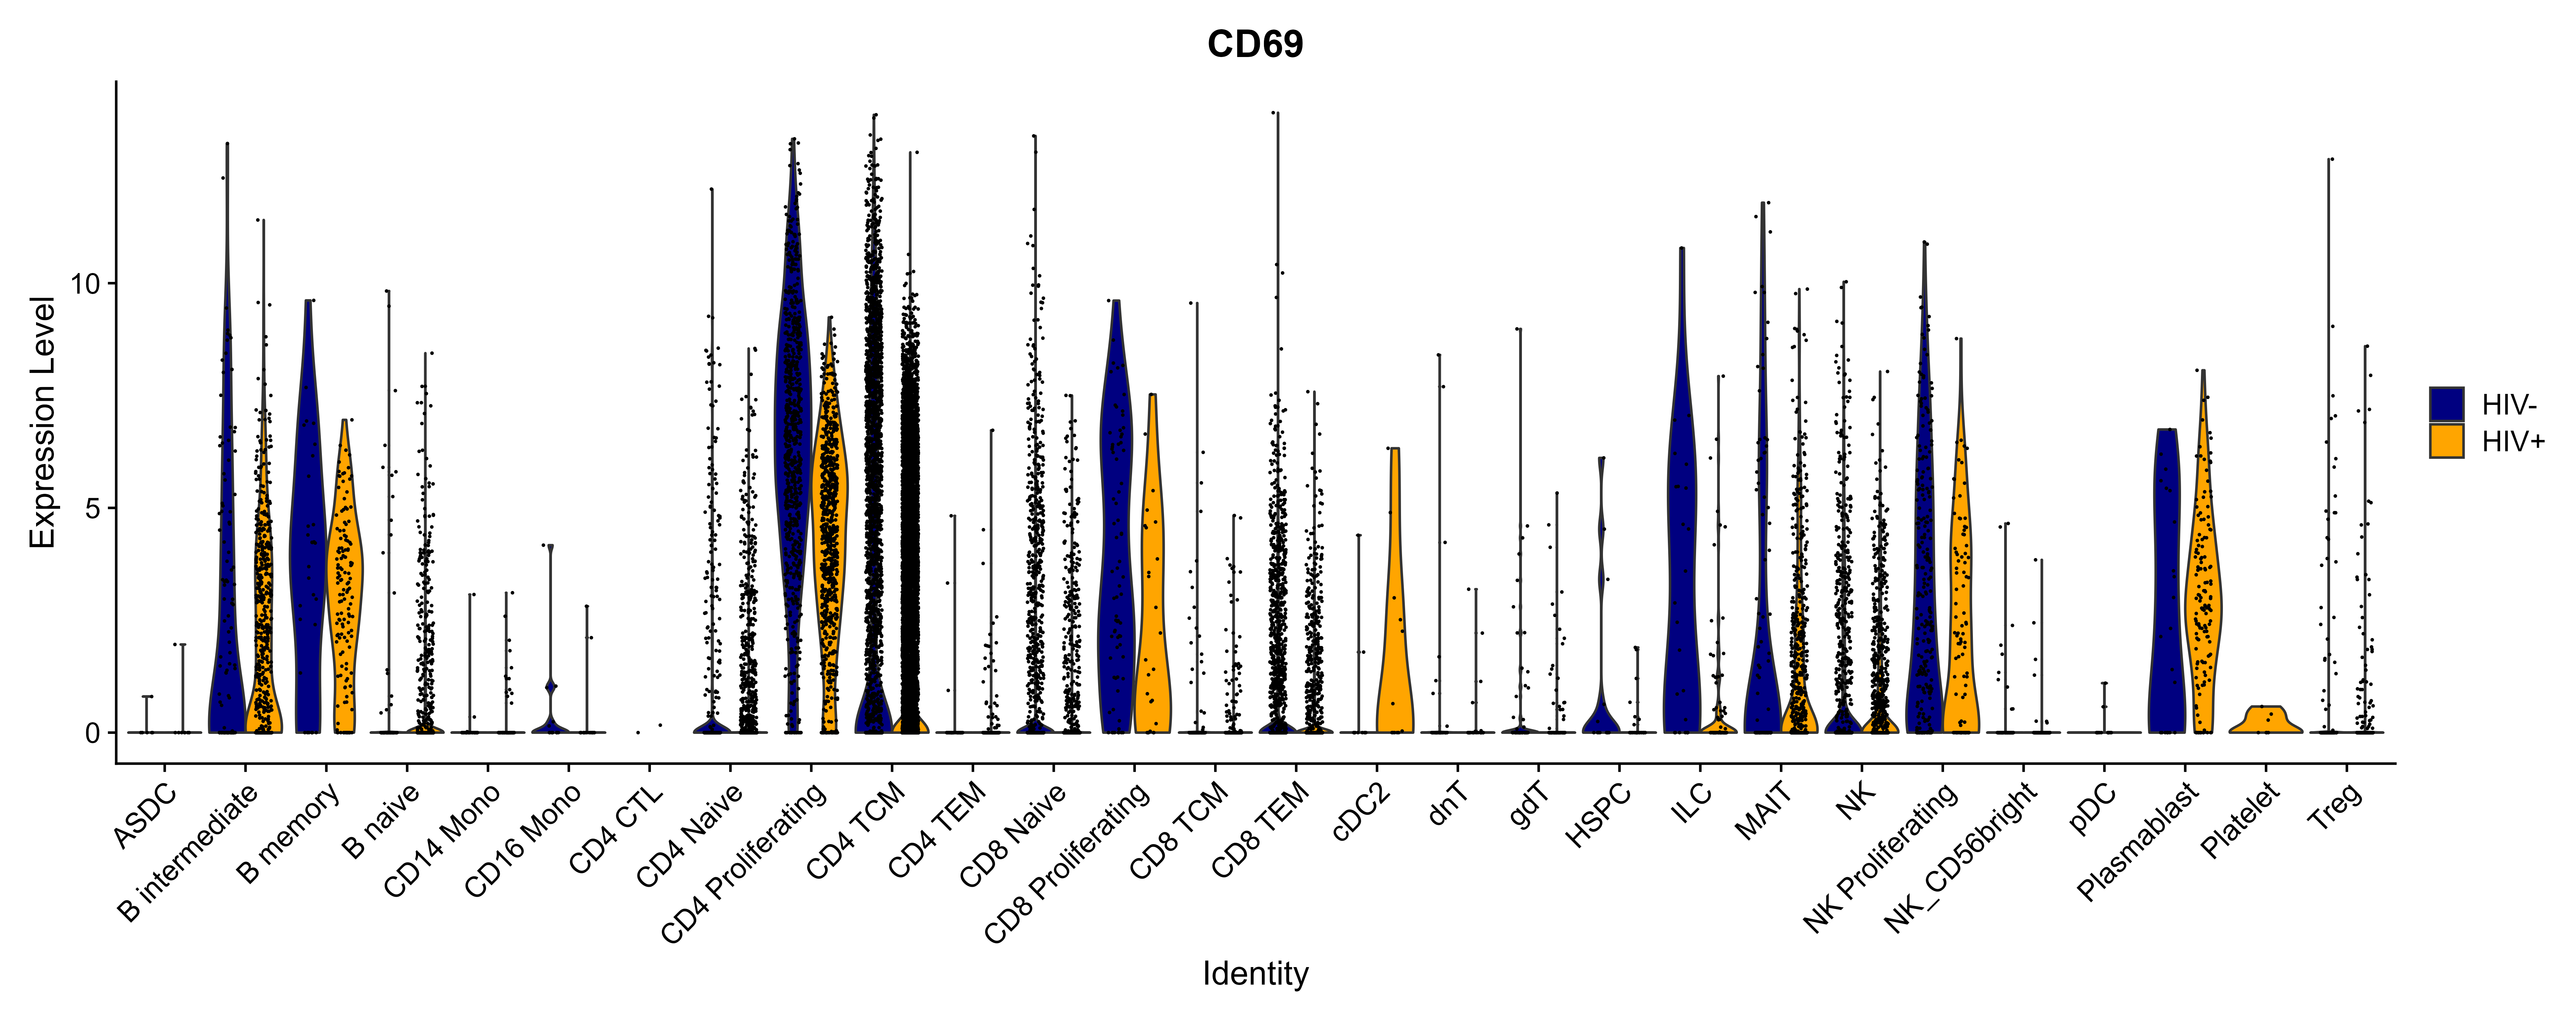 CD69
Expression Level
10
5
0
HIV-
HIV+
ASDC
B intermediate
B memory
B naive
CD14 Mono
CD16 Mono
CD4 CTL
CD4 Naive
CD4 Proliferating
CD4 TCM
CD4 TEM
CD8 Naive
CD8 Proliferating
CD8 TCM
CD8 TEM
cDC2
dnT
gdT
HSPC
ILC
MAIT
NK
NK Proliferating
NK_CD56bright
pDC
Plasmablast
Platelet
Treg
Identity